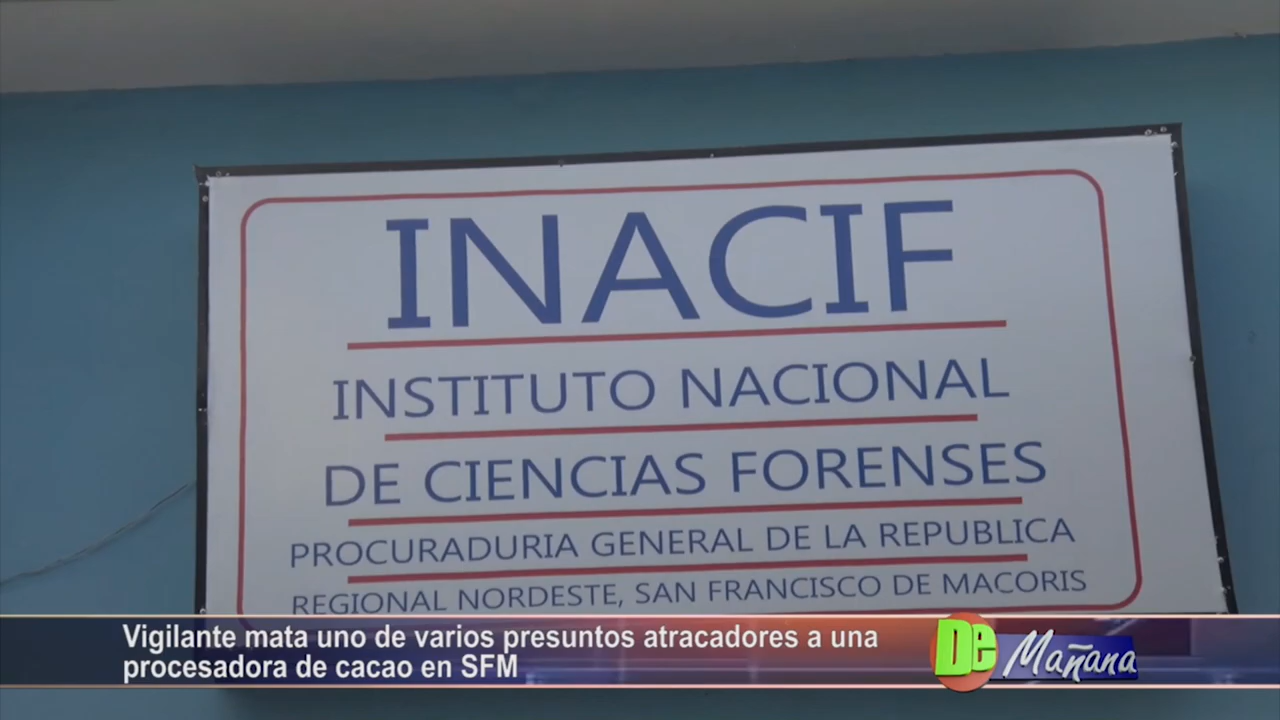 INACIF
INSTITUTO NACIONAL
DE CIENCIAS FORENSES
PROCURADURIA GENERAL DE LA REPUBLICA
REGIONAL NORDESTE, SAN FRANCISCO DE MACORIS
Vigilante mata uno de varios presuntos atracadores a una
procesadora de cacao en SFM
De Mañana